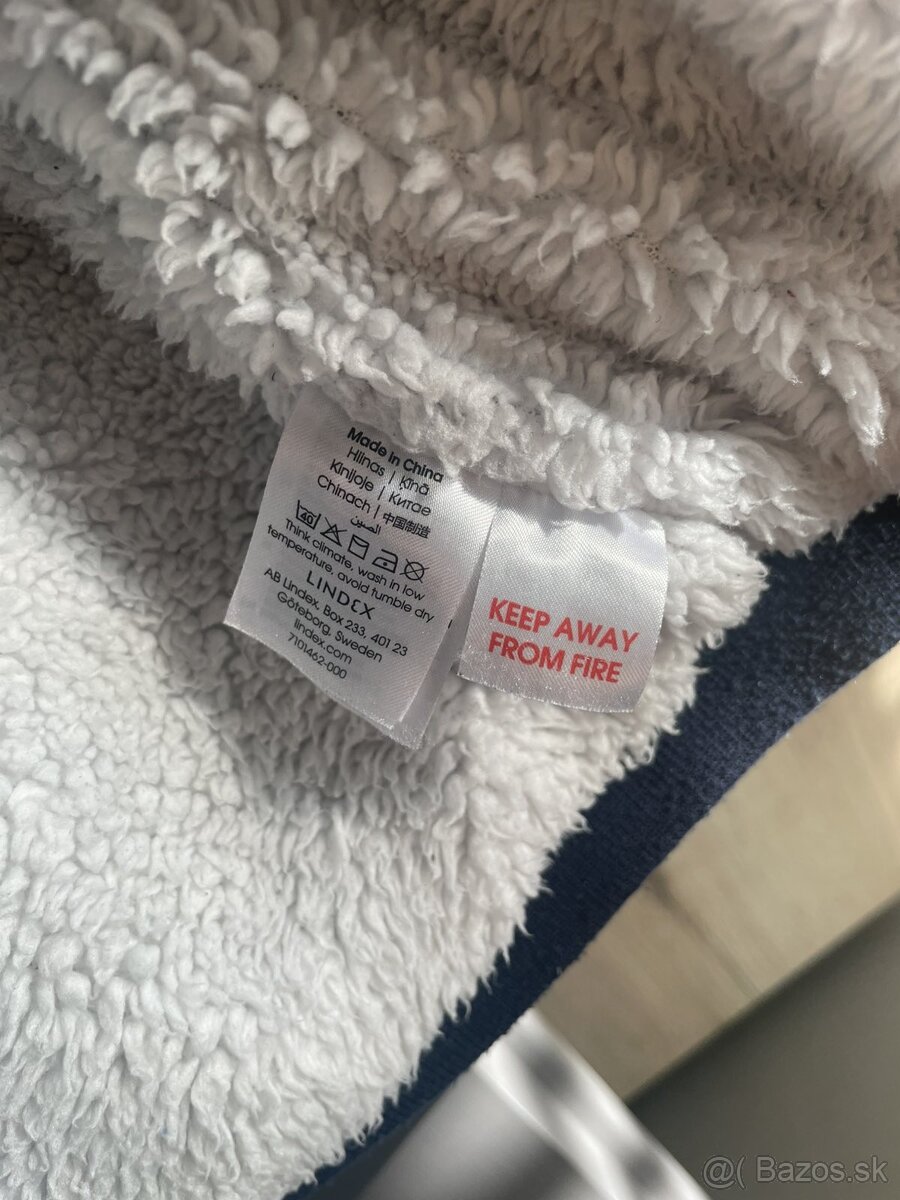 Made in China
Hiinas | Ķīnā
Kinijoje | Китае
Chinach | 中国制造
الصين
40
Think climate, wash in low
temperature, avoid tumble dry
LINDEX
AB Lindex, Box 233, 401 23
Göteborg, Sweden
lindex.com
7101462-000
KEEP AWAY
FROM FIRE
@( Bazos.sk